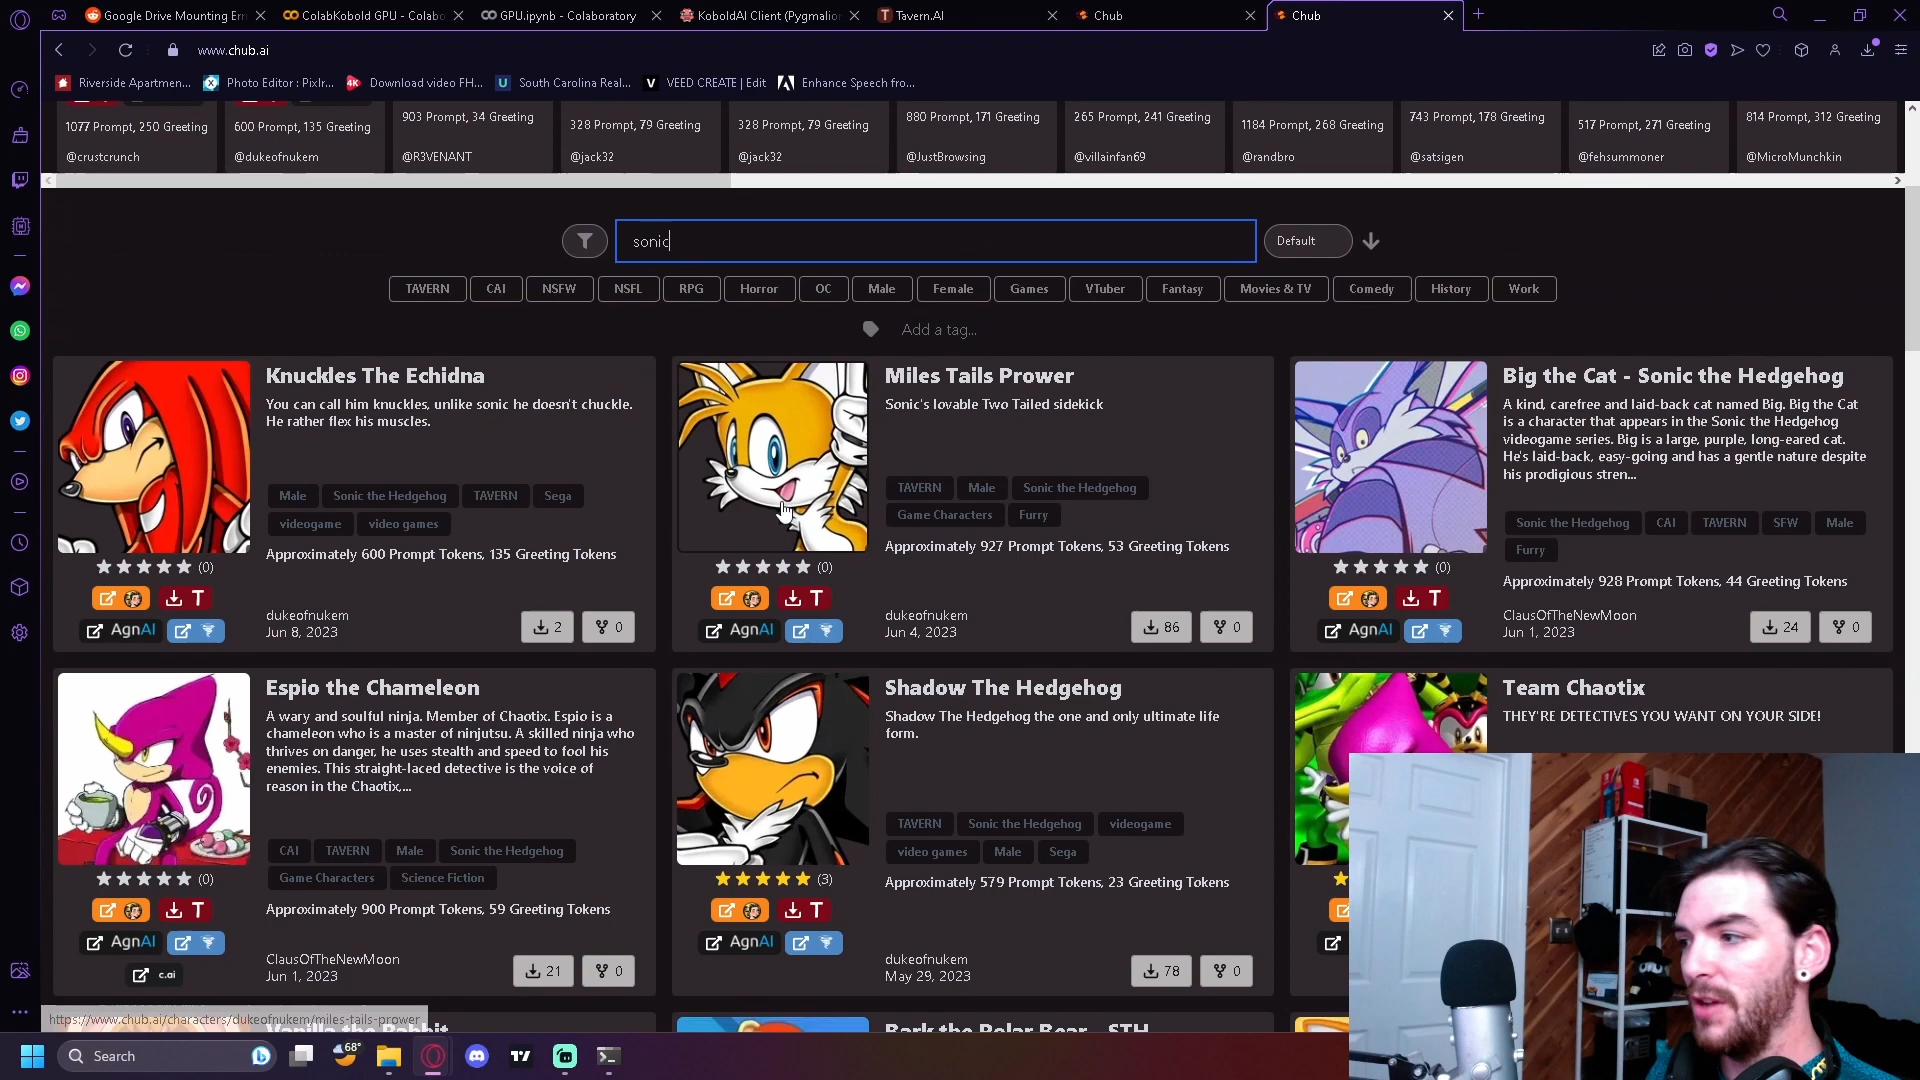 Google Drive Mounting Err
ColabKobold GPU - Colabo
GPU.ipynb - Colaboratory
KoboldAI Client (Pygmalion
Tavern.AI
Chub
Chub
www.chub.ai
Riverside Apartmen...
Photo Editor : Pixlr...
Download video FH...
South Carolina Real...
VEED CREATE | Edit
Enhance Speech fro...
1077 Prompt, 250 Greeting
600 Prompt, 135 Greeting
903 Prompt, 34 Greeting
328 Prompt, 79 Greeting
328 Prompt, 79 Greeting
880 Prompt, 171 Greeting
265 Prompt, 241 Greeting
1184 Prompt, 268 Greeting
743 Prompt, 178 Greeting
517 Prompt, 271 Greeting
814 Prompt, 312 Greeting
@crustcrunch
@dukeofnukem
@R3VENANT
@jack32
@jack32
@JustBrowsing
@villainfan69
@randbro
@satsigen
@fehsummoner
@MicroMunchkin
sonic
Default
TAVERN
CAI
NSFW
NSFL
RPG
Horror
OC
Male
Female
Games
VTuber
Fantasy
Movies & TV
Comedy
History
Work
Add a tag...
Knuckles The Echidna
You can call him knuckles, unlike sonic he doesn't chuckle.
He rather flex his muscles.
Male
Sonic the Hedgehog
TAVERN
Sega
videogame
video games
Approximately 600 Prompt Tokens, 135 Greeting Tokens
(0)
T
AgnAI
dukeofnukem
Jun 8, 2023
2
0
Miles Tails Prower
Sonic's lovable Two Tailed sidekick
TAVERN
Male
Sonic the Hedgehog
Game Characters
Furry
Approximately 927 Prompt Tokens, 53 Greeting Tokens
(0)
T
AgnAI
dukeofnukem
Jun 4, 2023
86
0
Big the Cat - Sonic the Hedgehog
A kind, carefree and laid-back cat named Big. Big the Cat
is a character that appears in the Sonic the Hedgehog
videogame series. Big is a large, purple, long-eared cat.
He's laid-back, easy-going and has a gentle nature despite
his prodigious stren...
Sonic the Hedgehog
CAI
TAVERN
SFW
Male
Furry
Approximately 928 Prompt Tokens, 44 Greeting Tokens
(0)
T
AgnAI
ClausOfTheNewMoon
Jun 1, 2023
24
0
Espio the Chameleon
A wary and soulful ninja. Member of Chaotix. Espio is a
chameleon who is a master of ninjutsu. A skilled ninja who
thrives on danger, he uses stealth and speed to fool his
enemies. This straight-laced detective is the voice of
reason in the Chaotix,...
CAI
TAVERN
Male
Sonic the Hedgehog
Game Characters
Science Fiction
Approximately 900 Prompt Tokens, 59 Greeting Tokens
(0)
T
AgnAI
c.ai
ClausOfTheNewMoon
Jun 1, 2023
21
0
Shadow The Hedgehog
Shadow The Hedgehog the one and only ultimate life
form.
TAVERN
Sonic the Hedgehog
videogame
video games
Male
Sega
Approximately 579 Prompt Tokens, 23 Greeting Tokens
(3)
T
AgnAI
dukeofnukem
May 29, 2023
78
0
Team Chaotix
THEY'RE DETECTIVES YOU WANT ON YOUR SIDE!
https://www.chub.ai/characters/dukeofnukem/miles-tails-prower
Vanilla the Rabbit
Bark the Polar Bear - STH
Search
68°